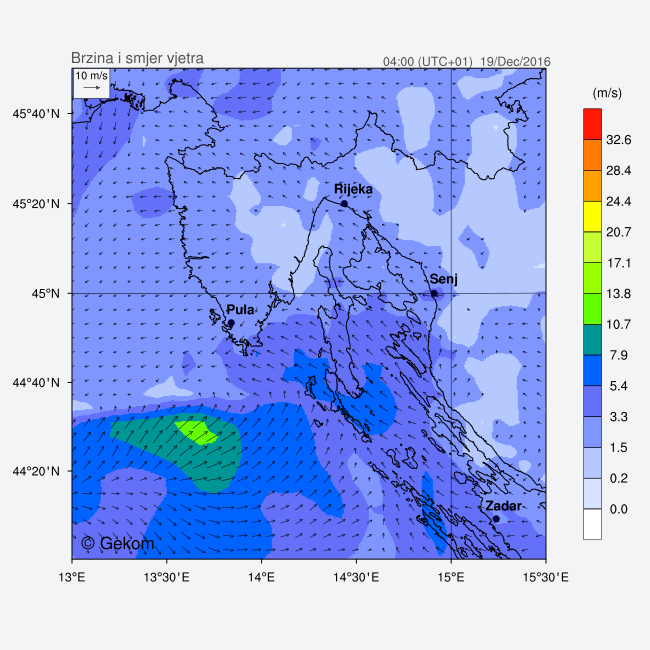 Brzina i smjer vjetra
04:00 (UTC+01) 19/Dec/2016
10 m/s
(m/s)
45°40'N
32.6
28.4
Rijeka
45°20'N
24.4
20.7
17.1
Senj
45°N
13.8
Pula
10.7
7.9
44°40'N
5.4
3.3
1.5
44°20'N
0.2
Zadar
0.0
© Gekom
13°E
13°30'E
14°E
14°30'E
15°E
15°30'E